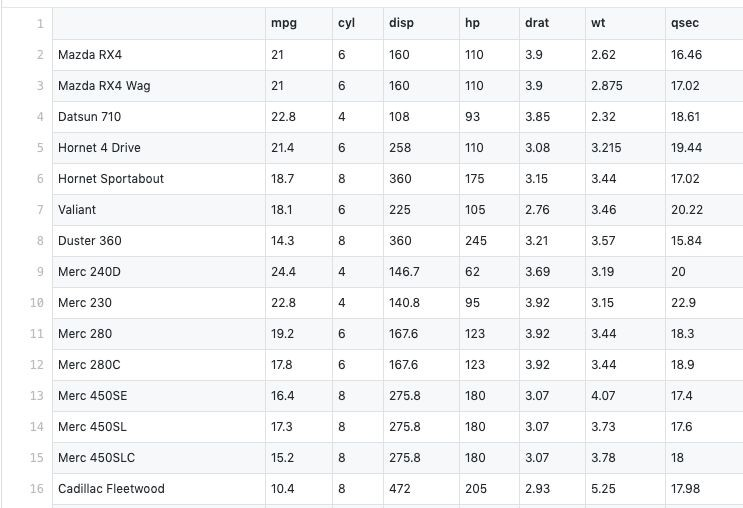 1 mpg cyl disp hp drat wt qsec
2 Mazda RX4 21 6 160 110 3.9 2.62 16.46
3 Mazda RX4 Wag 21 6 160 110 3.9 2.875 17.02
4 Datsun 710 22.8 4 108 93 3.85 2.32 18.61
5 Hornet 4 Drive 21.4 6 258 110 3.08 3.215 19.44
6 Hornet Sportabout 18.7 8 360 175 3.15 3.44 17.02
7 Valiant 18.1 6 225 105 2.76 3.46 20.22
8 Duster 360 14.3 8 360 245 3.21 3.57 15.84
9 Merc 240D 24.4 4 146.7 62 3.69 3.19 20
10 Merc 230 22.8 4 140.8 95 3.92 3.15 22.9
11 Merc 280 19.2 6 167.6 123 3.92 3.44 18.3
12 Merc 280C 17.8 6 167.6 123 3.92 3.44 18.9
13 Merc 450SE 16.4 8 275.8 180 3.07 4.07 17.4
14 Merc 450SL 17.3 8 275.8 180 3.07 3.73 17.6
15 Merc 450SLC 15.2 8 275.8 180 3.07 3.78 18
16 Cadillac Fleetwood 10.4 8 472 205 2.93 5.25 17.98